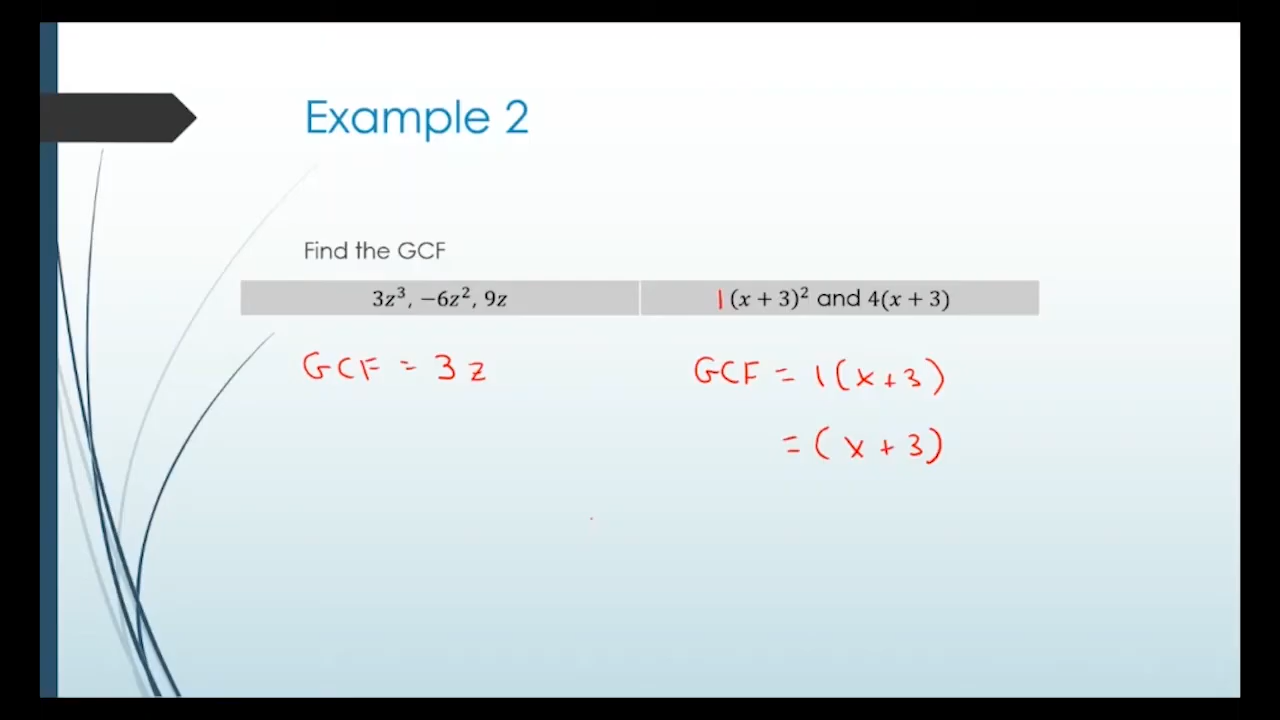 Example 2
Find the GCF
3z³, −6z², 9z
1 (x + 3)² and 4(x + 3)
GCF = 3z
GCF = 1(x+3)
= (x+3)